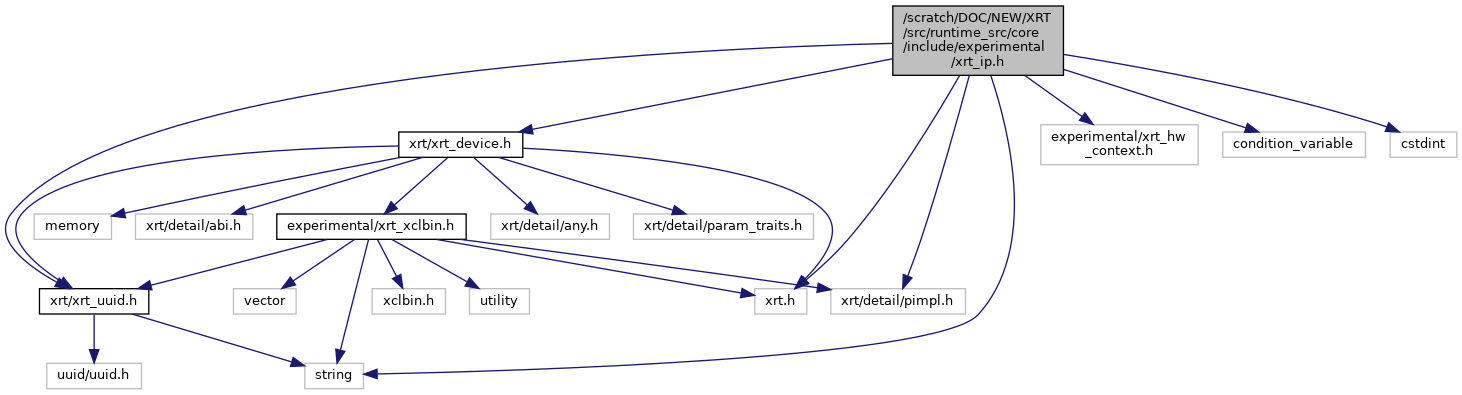 /scratch/DOC/NEW/XRT
/src/runtime_src/core
/include/experimental
/xrt_ip.h
xrt/xrt_device.h
experimental/xrt_hw
_context.h
condition_variable
cstdint
memory
xrt/detail/abi.h
experimental/xrt_xclbin.h
xrt/detail/any.h
xrt/detail/param_traits.h
xrt/xrt_uuid.h
vector
xclbin.h
utility
xrt.h
xrt/detail/pimpl.h
uuid/uuid.h
string